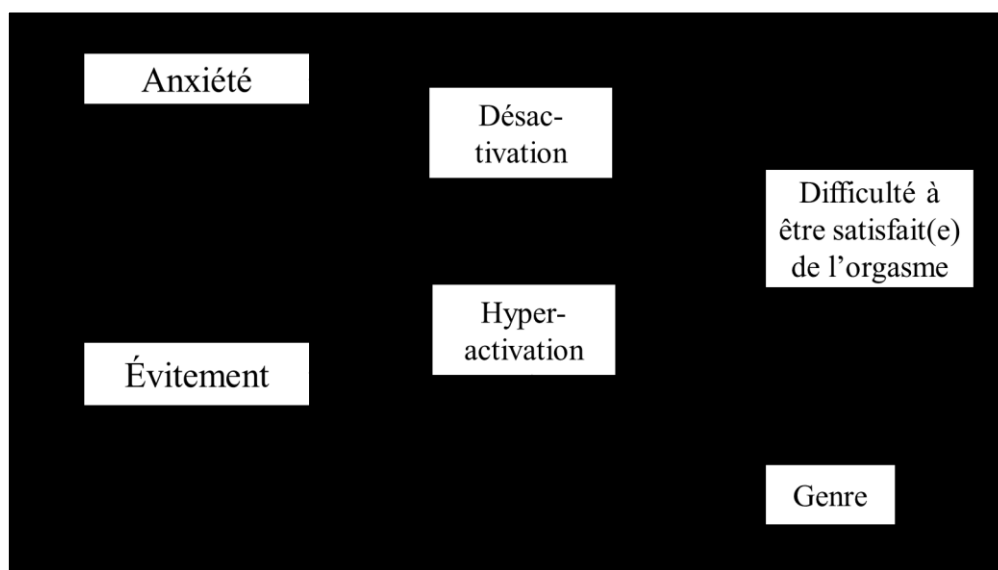 Anxiété
Désac-
tivation
Difficulté à
être satisfait(e)
de l’orgasme
Hyper-
activation
Évitement
Genre